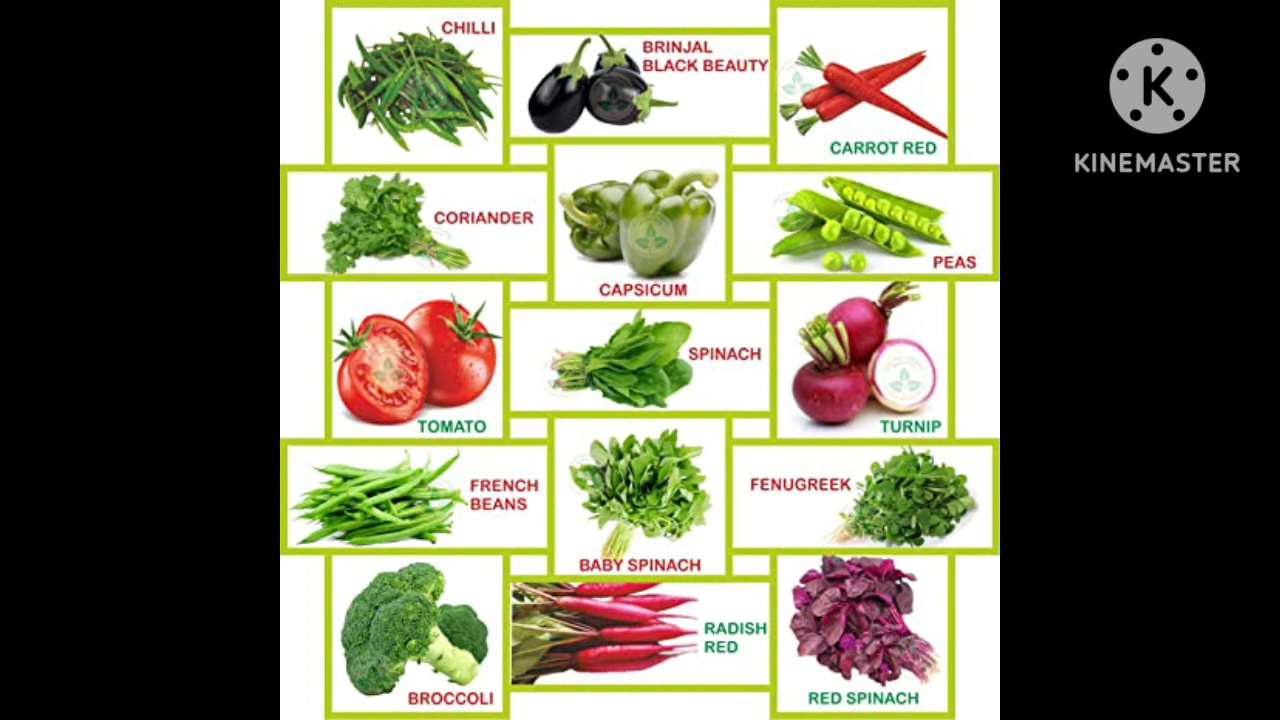 CHILLI
BRINJAL
BLACK BEAUTY
CARROT RED
K
KINEMASTER
CORIANDER
CAPSICUM
PEAS
TOMATO
SPINACH
TURNIP
FRENCH
BEANS
BABY SPINACH
FENUGREEK
BROCCOLI
RADISH
RED
RED SPINACH